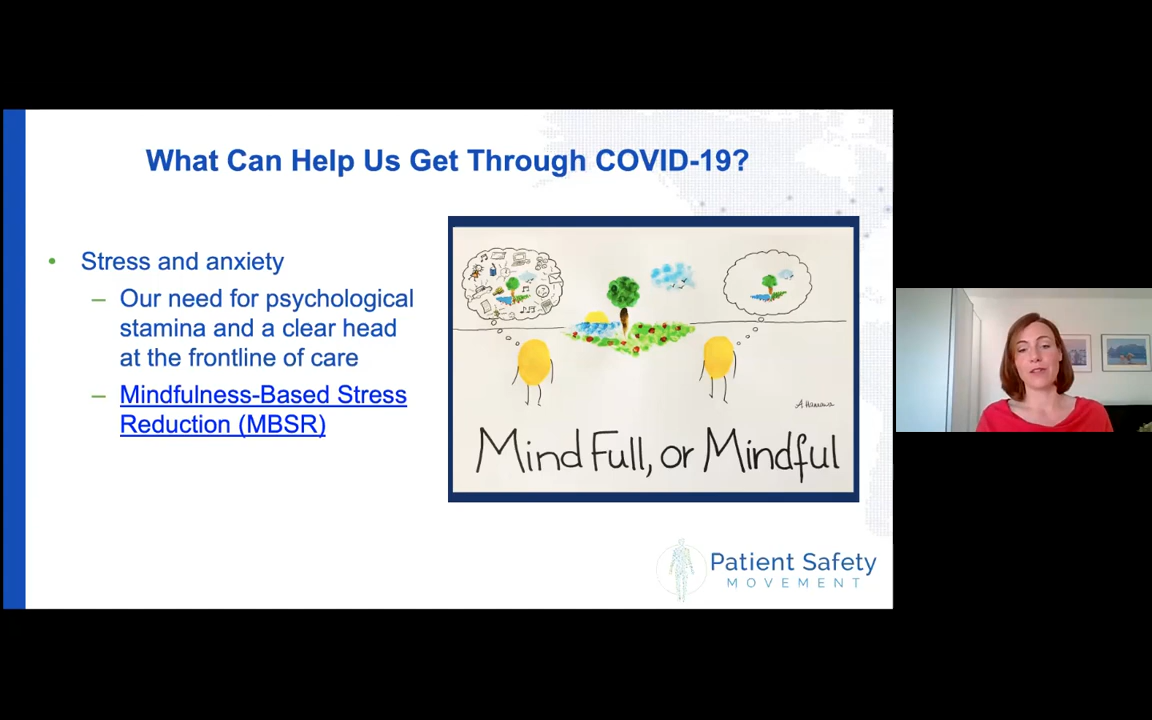 What Can Help Us Get Through COVID-19?
• Stress and anxiety
– Our need for psychological
stamina and a clear head
at the frontline of care
– Mindfulness-Based Stress
Reduction (MBSR)
A Hannawa
Mind Full, or Mindful
Patient Safety
MOVEMENT